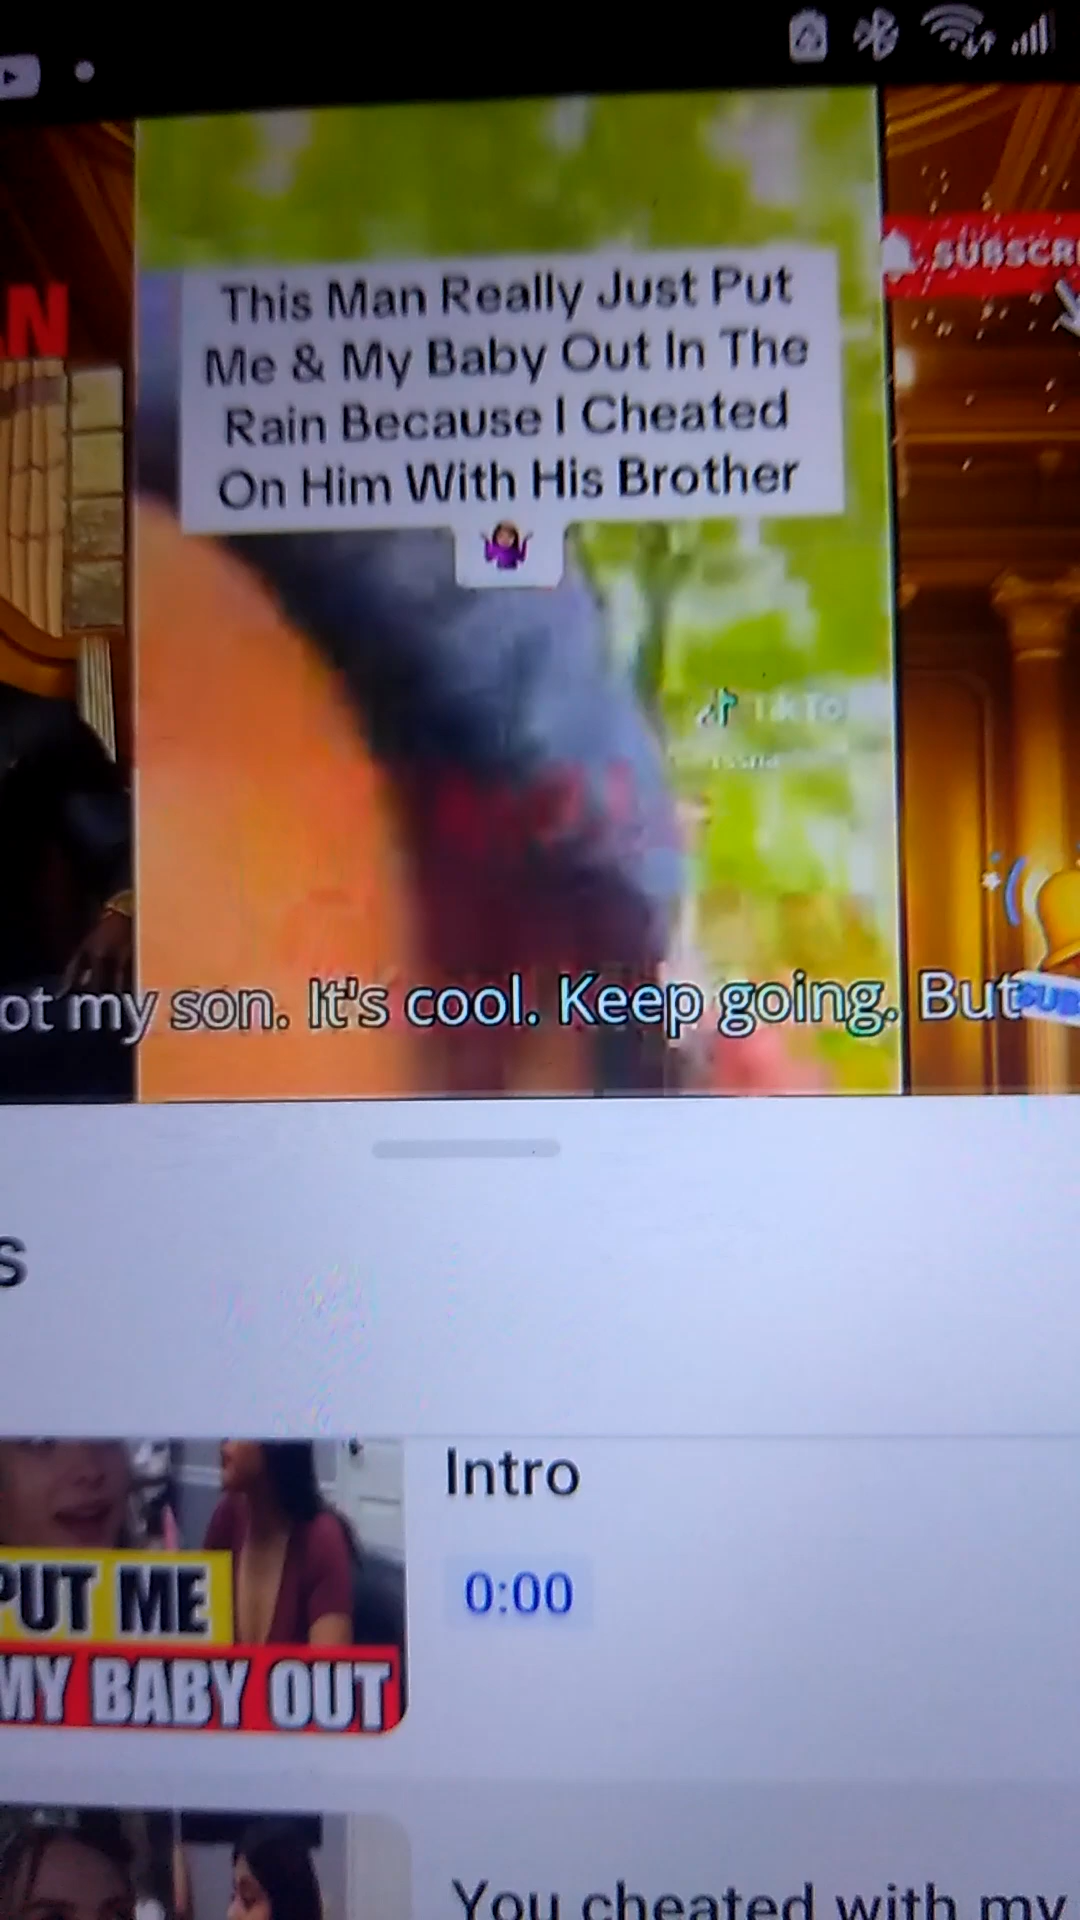 N
SUBSCR
This Man Really Just Put
Me & My Baby Out In The
Rain Because I Cheated
On Him With His Brother
TikTo
ot my son. It's cool. Keep going. But
s
Intro
0:00
PUT ME
MY BABY OUT
You cheated with my